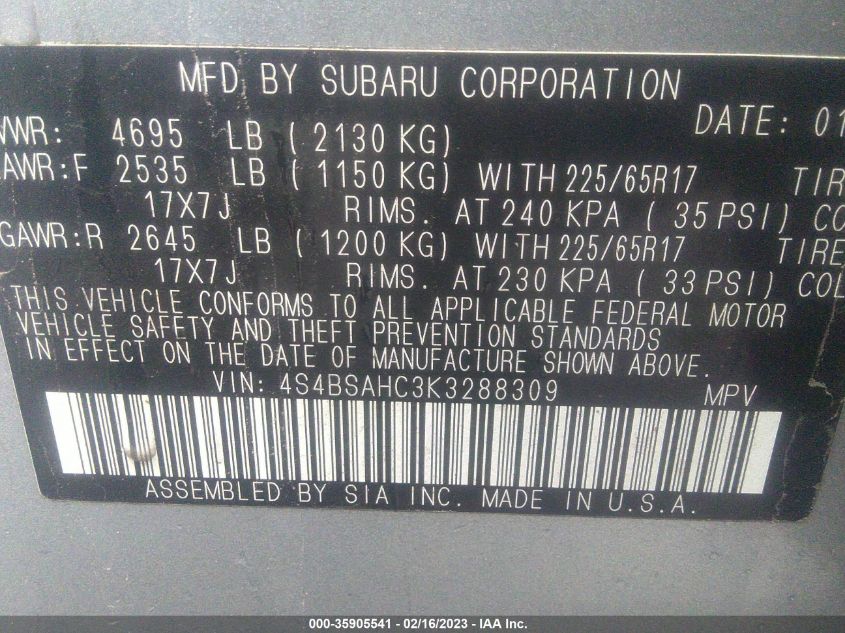 MFD BY SUBARU CORPORATION
VWR: 4695 LB ( 2130 KG) DATE: 01
AWR:F 2535 LB ( 1150 KG) WITH 225/65R17 TIR
17X7J RIMS. AT 240 KPA ( 35 PSI) CO
GAWR:R 2645 LB ( 1200 KG) WITH 225/65R17 TIRE
17X7J RIMS. AT 230 KPA ( 33 PSI) COL
THIS VEHICLE CONFORMS TO ALL APPLICABLE FEDERAL MOTOR
VEHICLE SAFETY AND THEFT PREVENTION STANDARDS
IN EFFECT ON THE DATE OF MANUFACTURE SHOWN ABOVE.
VIN: 4S4BSAHC3K3288309 MPV
ASSEMBLED BY SIA INC. MADE IN U.S.A.
000-35905541 - 02/16/2023 - IAA Inc.